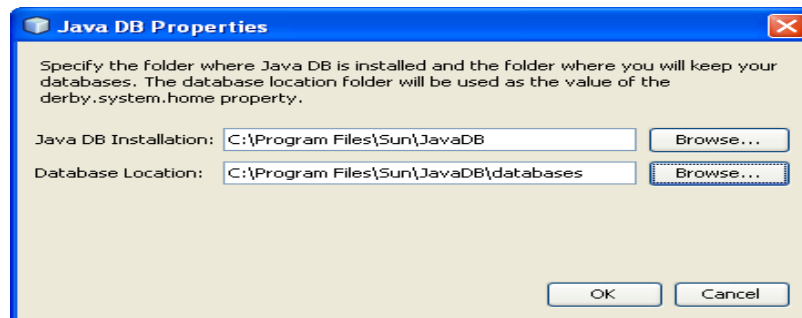 Java DB Properties
Specify the folder where Java DB is installed and the folder where you will keep your
databases. The database location folder will be used as the value of the
derby.system.home property.
Java DB Installation: C:\Program Files\Sun\JavaDB Browse...
Database Location: C:\Program Files\Sun\JavaDB\databases Browse...
OK Cancel